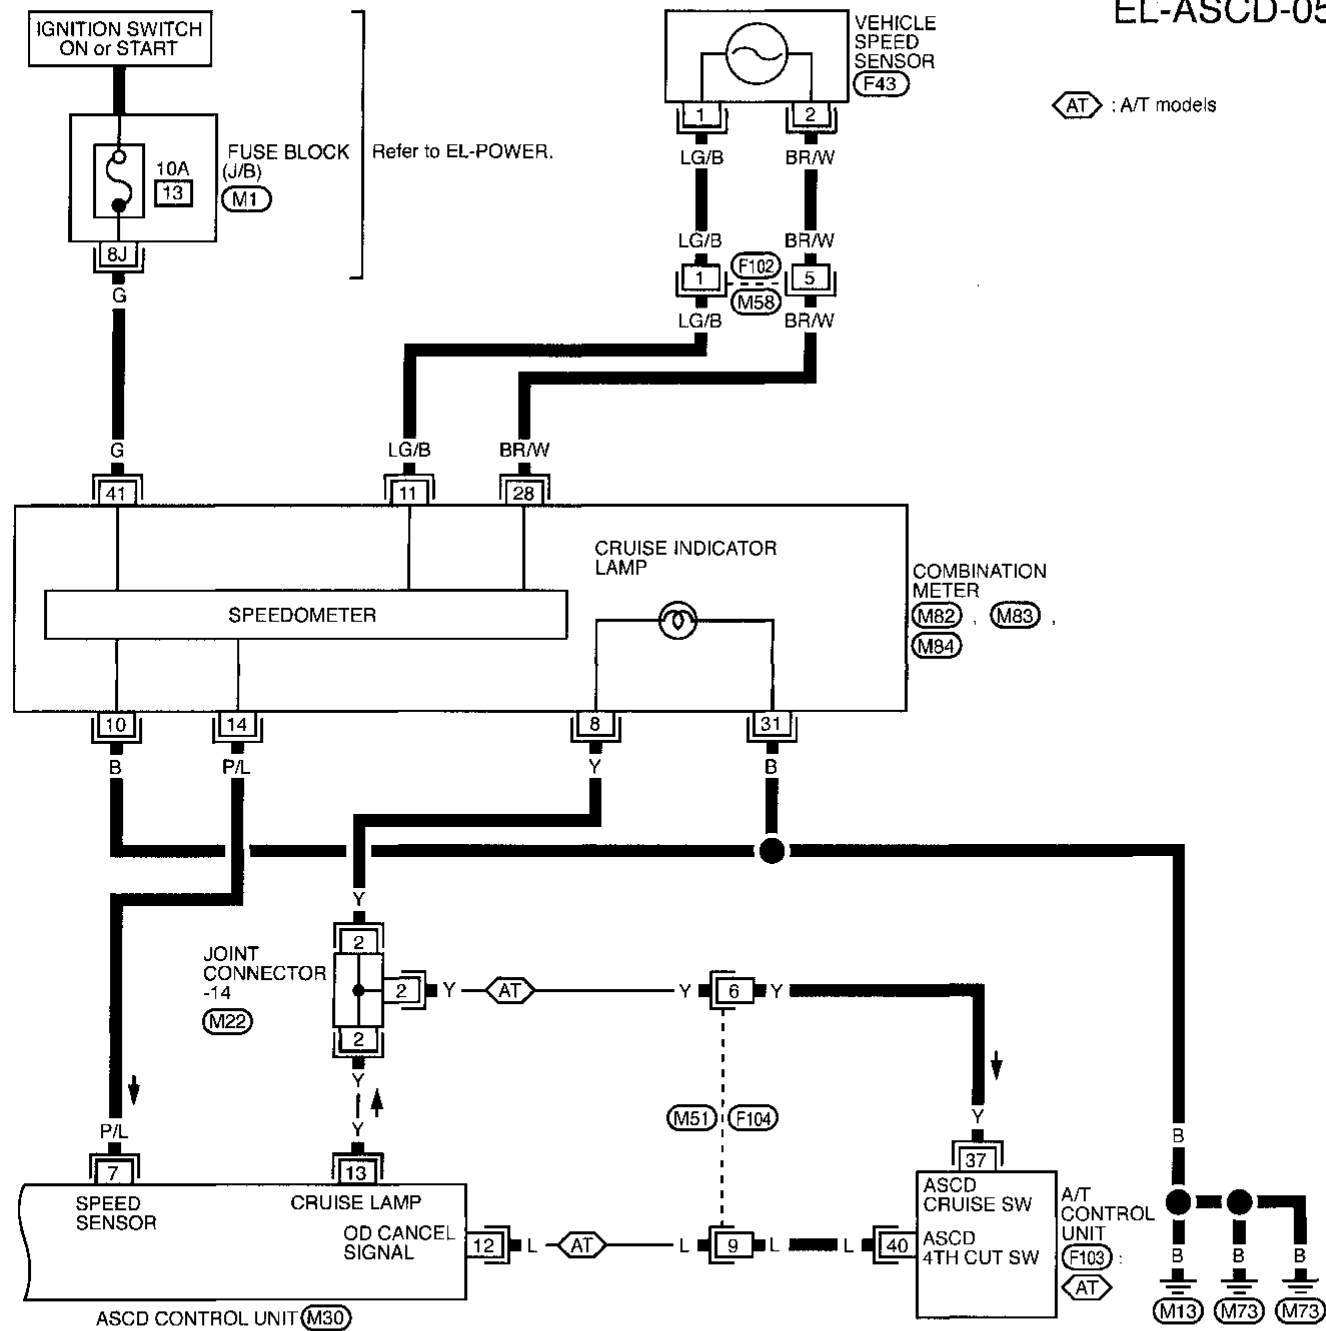 EL-ASCD-05
IGNITION SWITCH
ON or START
FUSE BLOCK
(J/B)
M1
10A
13
8J
G
Refer to EL-POWER.
VEHICLE
SPEED
SENSOR
F43
AT : A/T models
1 2
LG/B BR/W
LG/B BR/W
1 F102 5
M58
LG/B BR/W
G LG/B BR/W
41 11 28
CRUISE INDICATOR
LAMP
SPEEDOMETER
COMBINATION
METER
M82 , M83 ,
M84
10 14 8 31
B P/L Y B
Y
2
JOINT
CONNECTOR
-14
M22
2 Y AT Y 6 Y
2
Y
M51 F104
Y
P/L
7
13
Y
37
B
SPEED
SENSOR
CRUISE LAMP
OD CANCEL
SIGNAL
12 L AT L 9 L L 40
ASCD
CRUISE SW
ASCD
4TH CUT SW
A/T
CONTROL
UNIT
F103 :
AT
B B B
M13 M73 M73
ASCD CONTROL UNIT M30